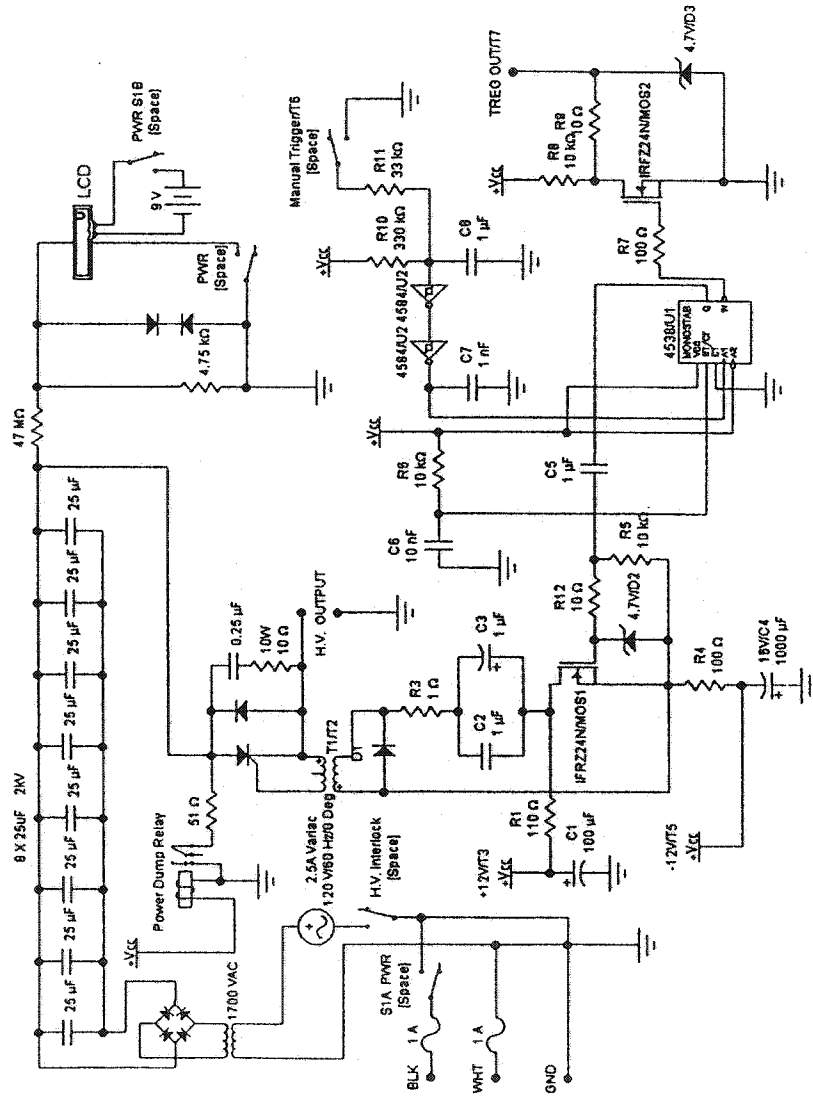 8 X 25uF 2kV
25 µF
25 µF
25 µF
25 µF
25 µF
25 µF
25 µF
25 µF
47 MΩ
4.75 kΩ
LCD
PWR S1B
[Space]
9 V
PWR
[Space]
+Vcc
Power Dump Relay
51 Ω
0.25 µF
10W
10 Ω
H.V. OUTPUT
1700 VAC
2.5A Variac
120 V/60 Hz/0 Deg
T1/T2
H.V. Interlock
[Space]
S1A PWR
[Space]
BLK
1 A
WHT
1 A
GND
D1
R3
1 Ω
C2
1 µF
C3
1 µF
+12V/T3
+Vcc
R1
110 Ω
C1
100 µF
IFRZ24N/MOS1
R12
10 Ω
4.7V/D2
R5
10 kΩ
R4
100 Ω
-12V/T5
+Vcc
15V/C4
1000 µF
C6
10 nF
R6
10 kΩ
+Vcc
C5
1 µF
C7
1 nF
4584/U2
4584/U2
C8
1 µF
+Vcc
R10
330 kΩ
R11
33 kΩ
Manual Trigger/T6
[Space]
4538/U1
MONOSTAB
VDD
A1
A2
Q
R7
100 Ω
IRFZ24N/MOS2
+Vcc
R8
10 kΩ
R9
10 Ω
TREG OUT/T7
4.7V/D3